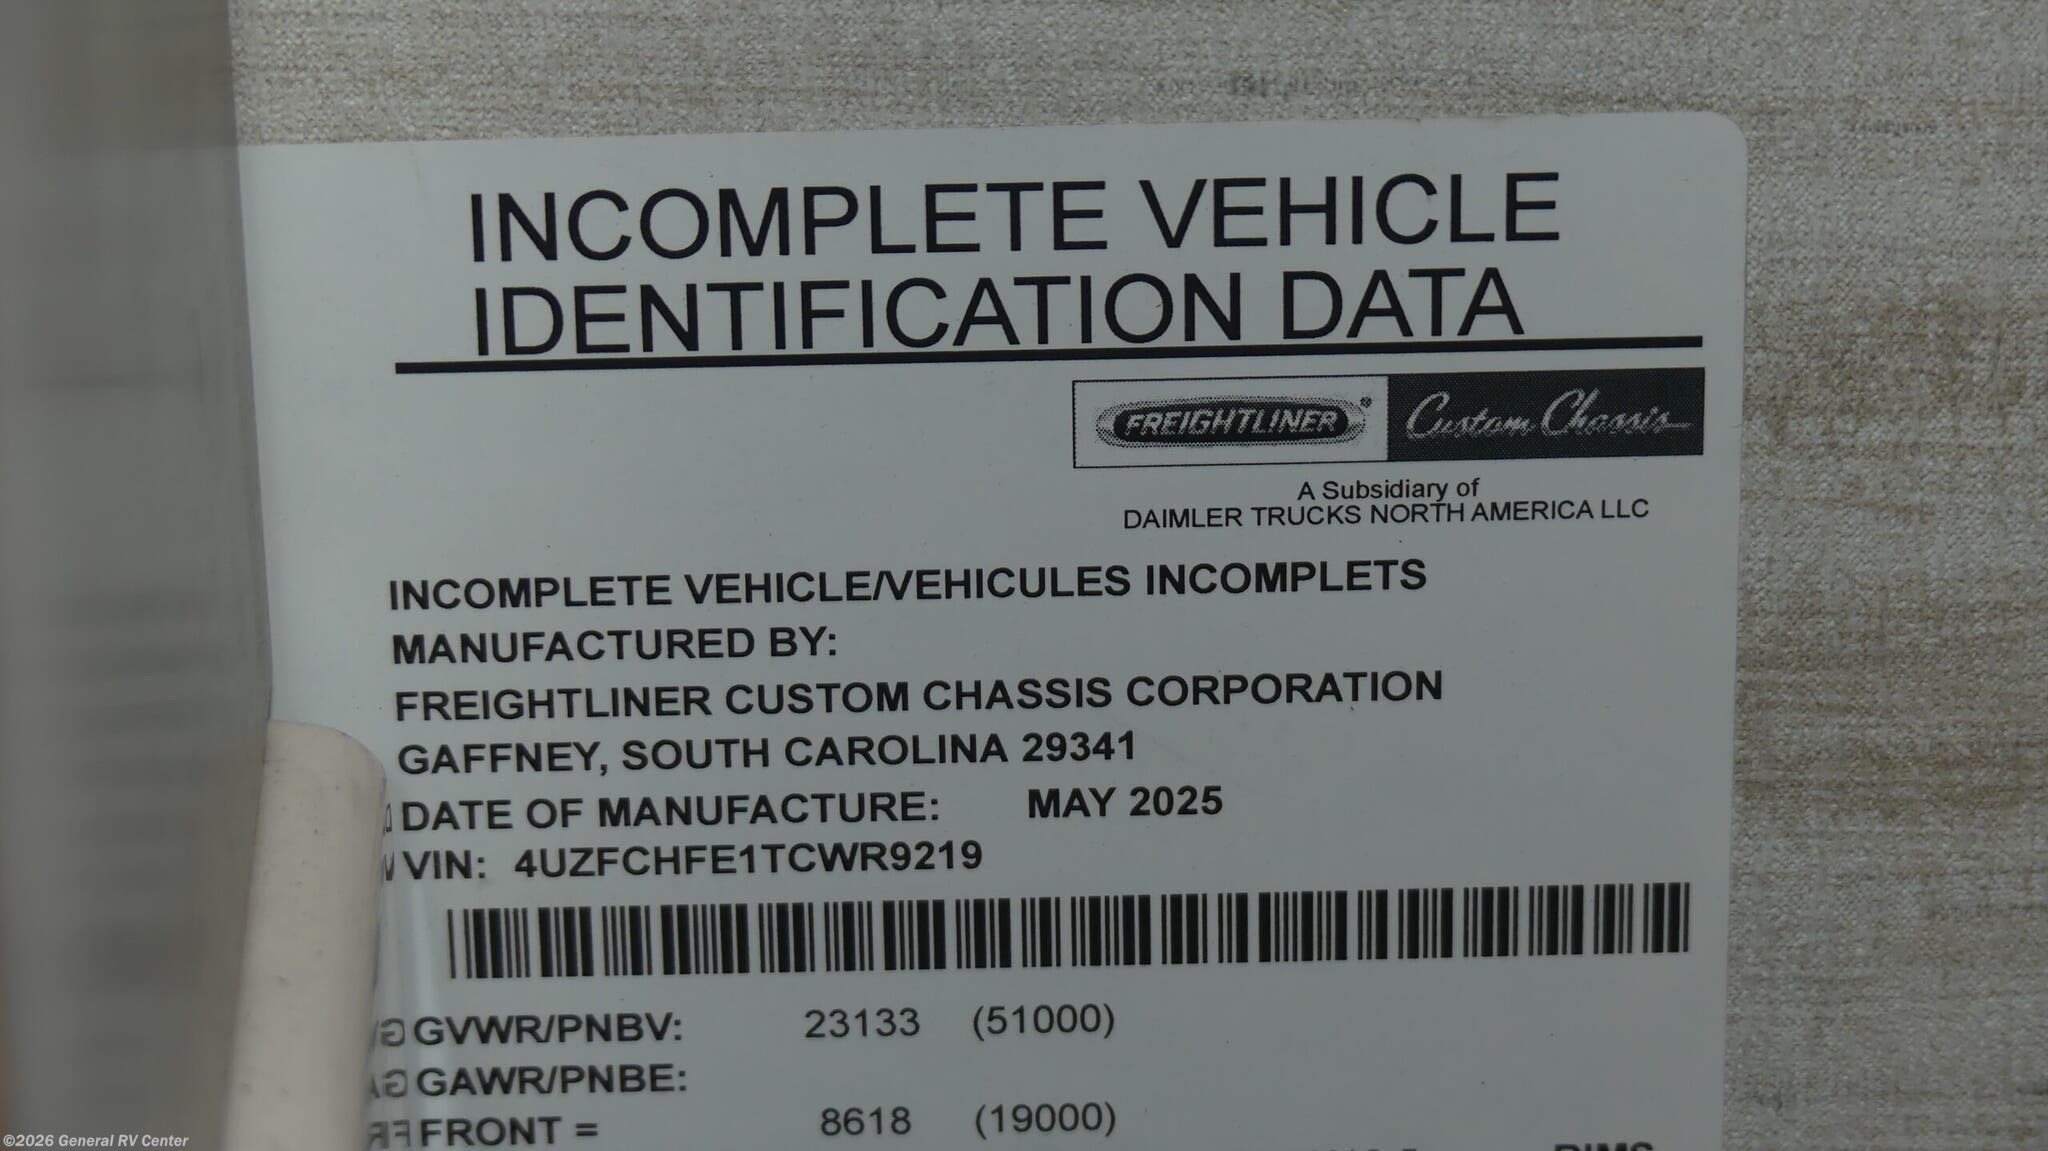 INCOMPLETE VEHICLE
IDENTIFICATION DATA
FREIGHTLINER Custom Chassis
A Subsidiary of
DAIMLER TRUCKS NORTH AMERICA LLC
INCOMPLETE VEHICLE/VEHICULES INCOMPLETS
MANUFACTURED BY:
FREIGHTLINER CUSTOM CHASSIS CORPORATION
GAFFNEY, SOUTH CAROLINA 29341
DATE OF MANUFACTURE: MAY 2025
VIN: 4UZFCHFE1TCWR9219
GVWR/PNBV: 23133 (51000)
GAWR/PNBE:
FRONT = 8618 (19000)
RIMS
©2026 General RV Center